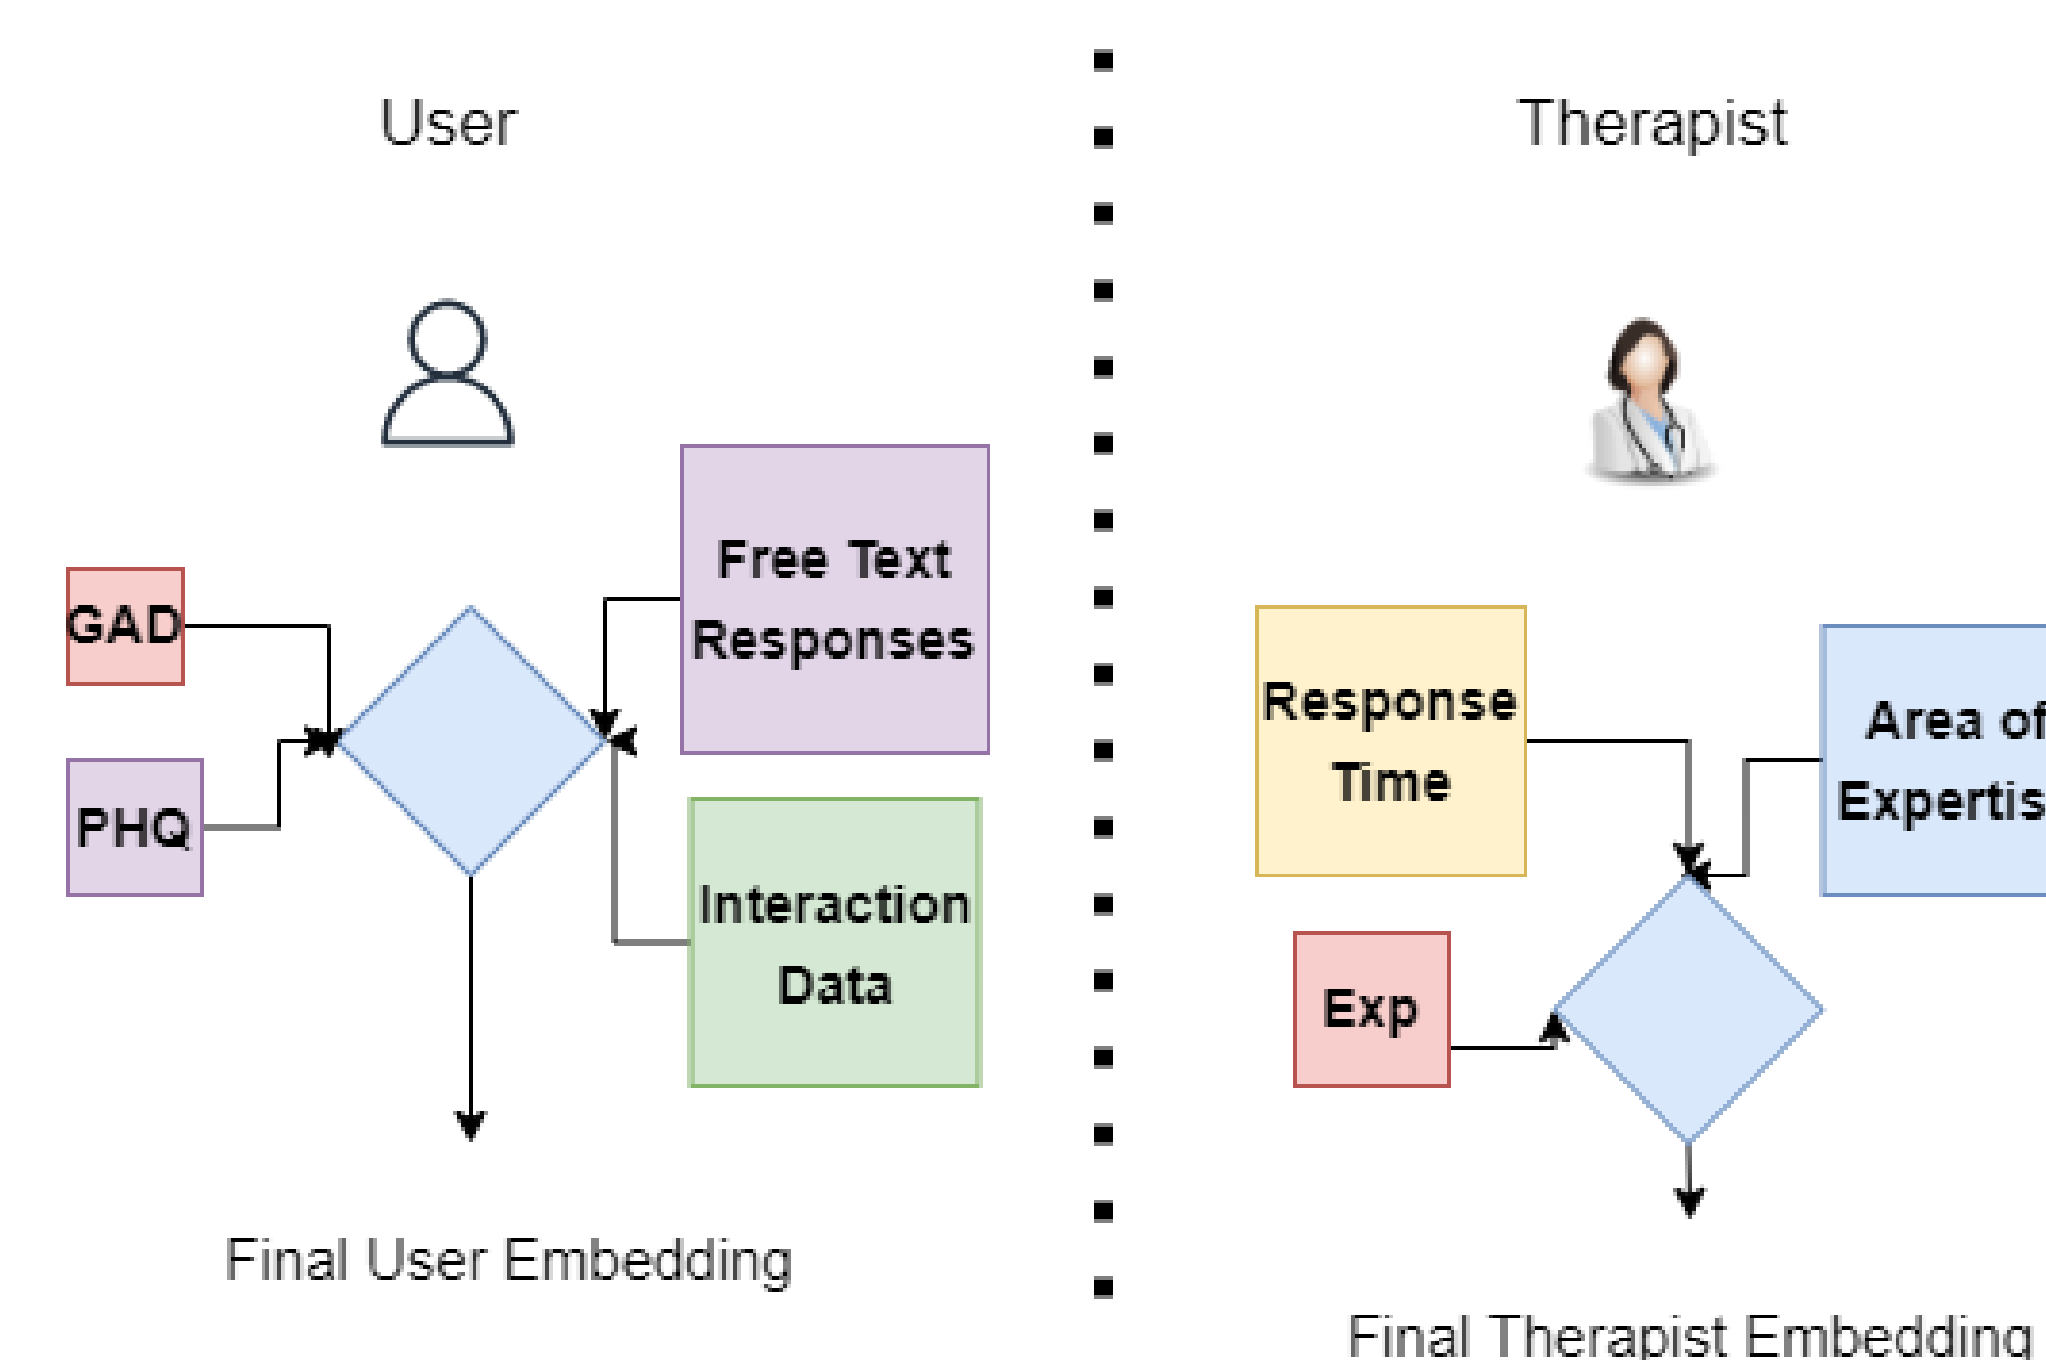 User
Therapist
GAD
PHQ
Free Text
Responses
Interaction
Data
Final User Embedding
Response
Time
Area of
Expertis
Exp
Final Therapist Embedding